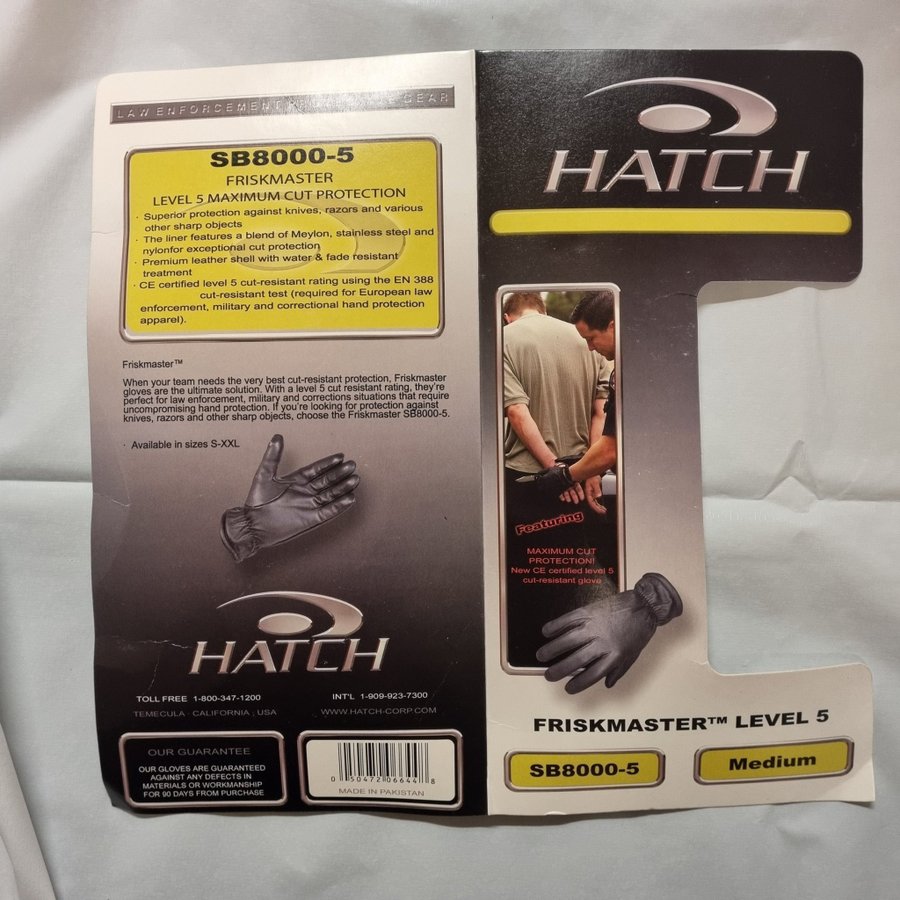 LAW ENFORCEMENT PROTECTIVE GEAR
SB8000-5
FRISKMASTER
LEVEL 5 MAXIMUM CUT PROTECTION
· Superior protection against knives, razors and various
other sharp objects
· The liner features a blend of Meylon, stainless steel and
nylonfor exceptional cut protection
· Premium leather shell with water & fade resistant
treatment
· CE certified level 5 cut-resistant rating using the EN 388
cut-resistant test (required for European law
enforcement, military and correctional hand protection
apparel).
Friskmaster™
When your team needs the very best cut-resistant protection, Friskmaster
gloves are the ultimate solution. With a level 5 cut resistant rating, they're
perfect for law enforcement, military and corrections situations that require
uncompromising hand protection. If you're looking for protection against
knives, razors and other sharp objects, choose the Friskmaster SB8000-5.
· Available in sizes S-XXL
HATCH
TOLL FREE 1-800-347-1200
INT'L 1-909-923-7300
TEMECULA · CALIFORNIA , USA
WWW.HATCH-CORP.COM
OUR GUARANTEE
OUR GLOVES ARE GUARANTEED
AGAINST ANY DEFECTS IN
MATERIALS OR WORKMANSHIP
FOR 90 DAYS FROM PURCHASE
0 50472 06644 8
MADE IN PAKISTAN
HATCH
Featuring
MAXIMUM CUT
PROTECTION!
New CE certified level 5
cut-resistant glove
FRISKMASTER™ LEVEL 5
SB8000-5
Medium